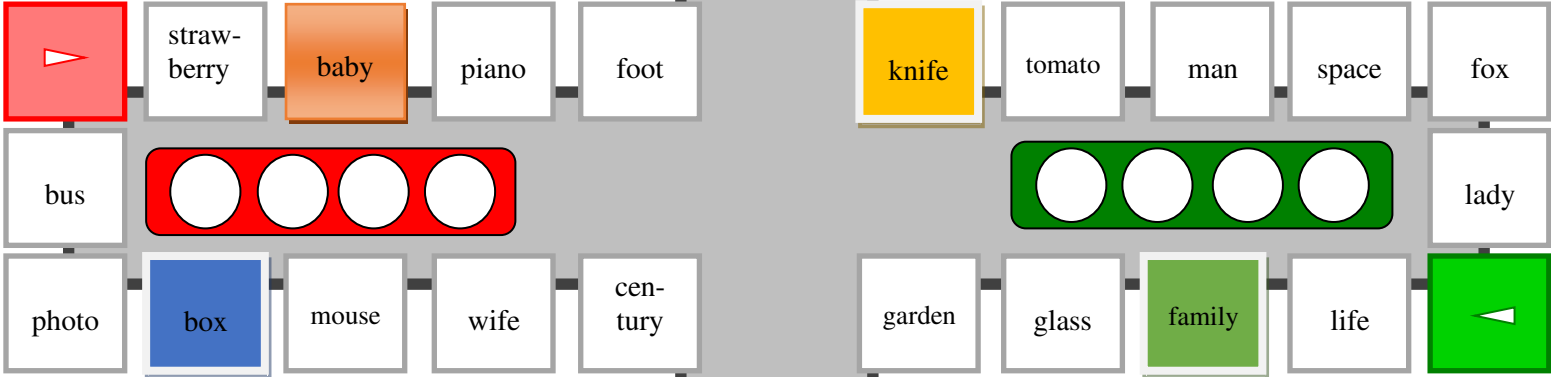 straw-
berry
baby
piano
foot
knife
tomato
man
space
fox
bus
lady
photo
box
mouse
wife
cen-
tury
garden
glass
family
life